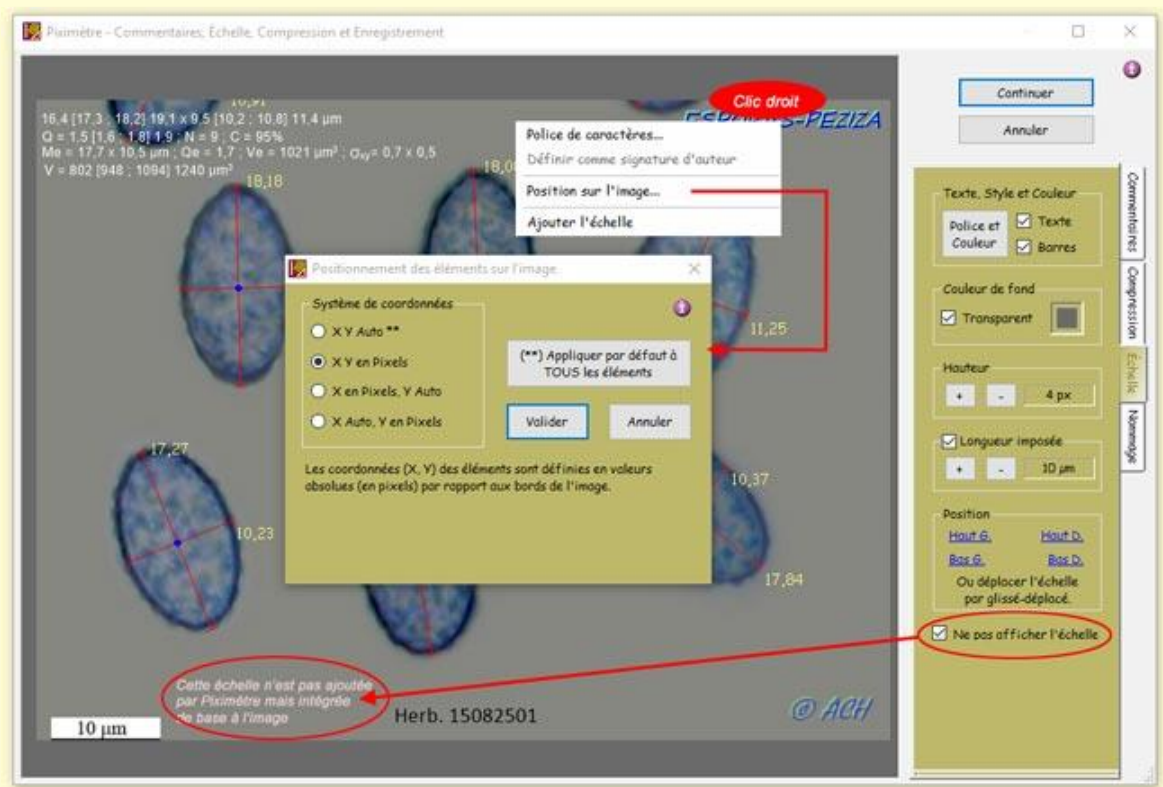 Piximètre - Commentaires, Échelle, Compression et Enregistrement
16,4 [17,3 ; 18,2] 19,1 x 9,5 [10,2 ; 10,8] 11,4 µm
Q = 1,5 [1,6 ; 1,8] 1,9 ; N = 9 ; C = 95%
Me = 17,7 x 10,5 µm ; Qe = 1,7 ; Ve = 1021 µm³ ; σxy= 0,7 x 0,5
V = 802 [948 ; 1094] 1240 µm³
10,91
18,18
Clic droit
-PEZIZA
Police de caractères...
Définir comme signature d'auteur
Position sur l'image...
Ajouter l'échelle
Positionnement des éléments sur l'image.
Système de coordonnées
X Y Auto **
X Y en Pixels
X en Pixels, Y Auto
X Auto, Y en Pixels
(**) Appliquer par défaut à
TOUS les éléments
Valider
Annuler
Les coordonnées (X, Y) des éléments sont définies en valeurs
absolues (en pixels) par rapport aux bords de l'image.
11,25
17,27
10,23
10,37
17,84
Cette échelle n'est pas ajoutée
par Piximètre mais intégrée
de base à l'image
10 µm
Herb. 15082501
@ ACH
Continuer
Annuler
Commentaires
Compression
Échelle
Nommage
Texte, Style et Couleur
Police et
Couleur
Texte
Barres
Couleur de fond
Transparent
Hauteur
+ - 4 px
Longueur imposée
+ - 10 µm
Position
Haut G. Haut D.
Bas G. Bas D.
Ou déplacer l'échelle
par glissé-déplacé.
Ne pas afficher l'échelle